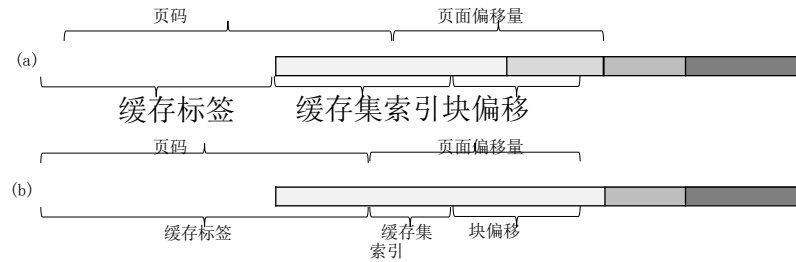 页码 页面偏移量
(a)
缓存标签 缓存集索引块偏移
页码 页面偏移量
(b)
缓存标签 缓存集 块偏移
索引